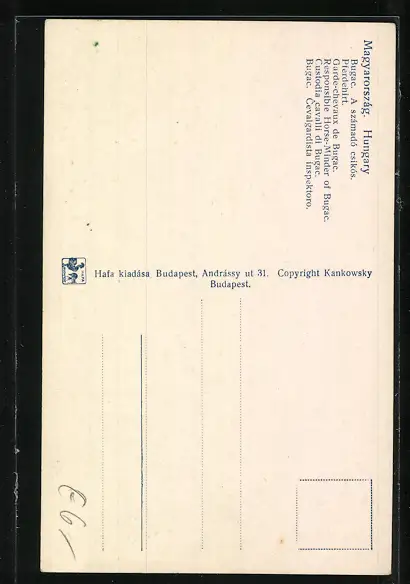 Magyarország. Hungary
Bugac. A számadó csikós.
Pferdehirt.
Garde-chevaux de Bugac.
Responsible Horse-Minder of Bugac.
Custodia cavalli di Bugac.
Bugac. Ĉevalgardista inspektoro.
Hafa kiadása Budapest, Andrássy ut 31. Copyright Kankowsky
Budapest.